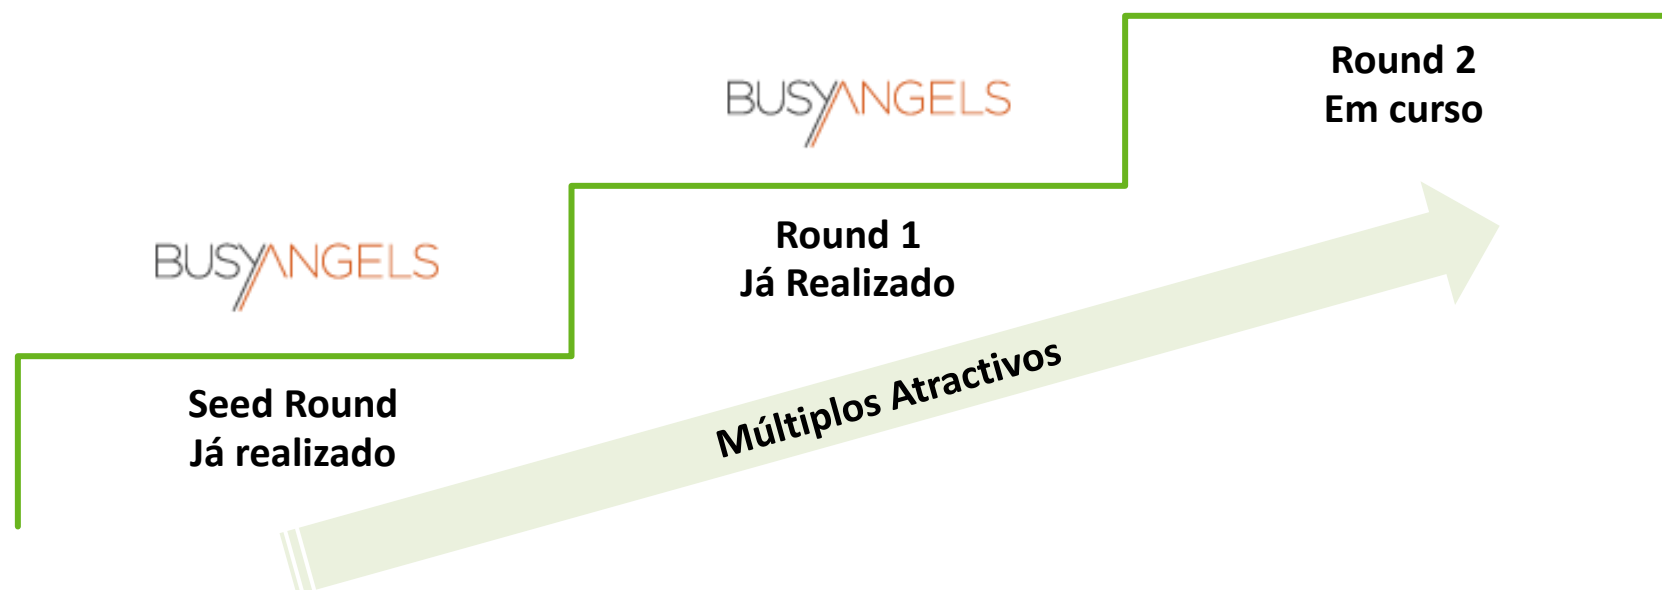 BUSYANGELS
Seed Round
Já realizado
BUSYANGELS
Round 1
Já Realizado
Round 2
Em curso
Múltiplos Atractivos